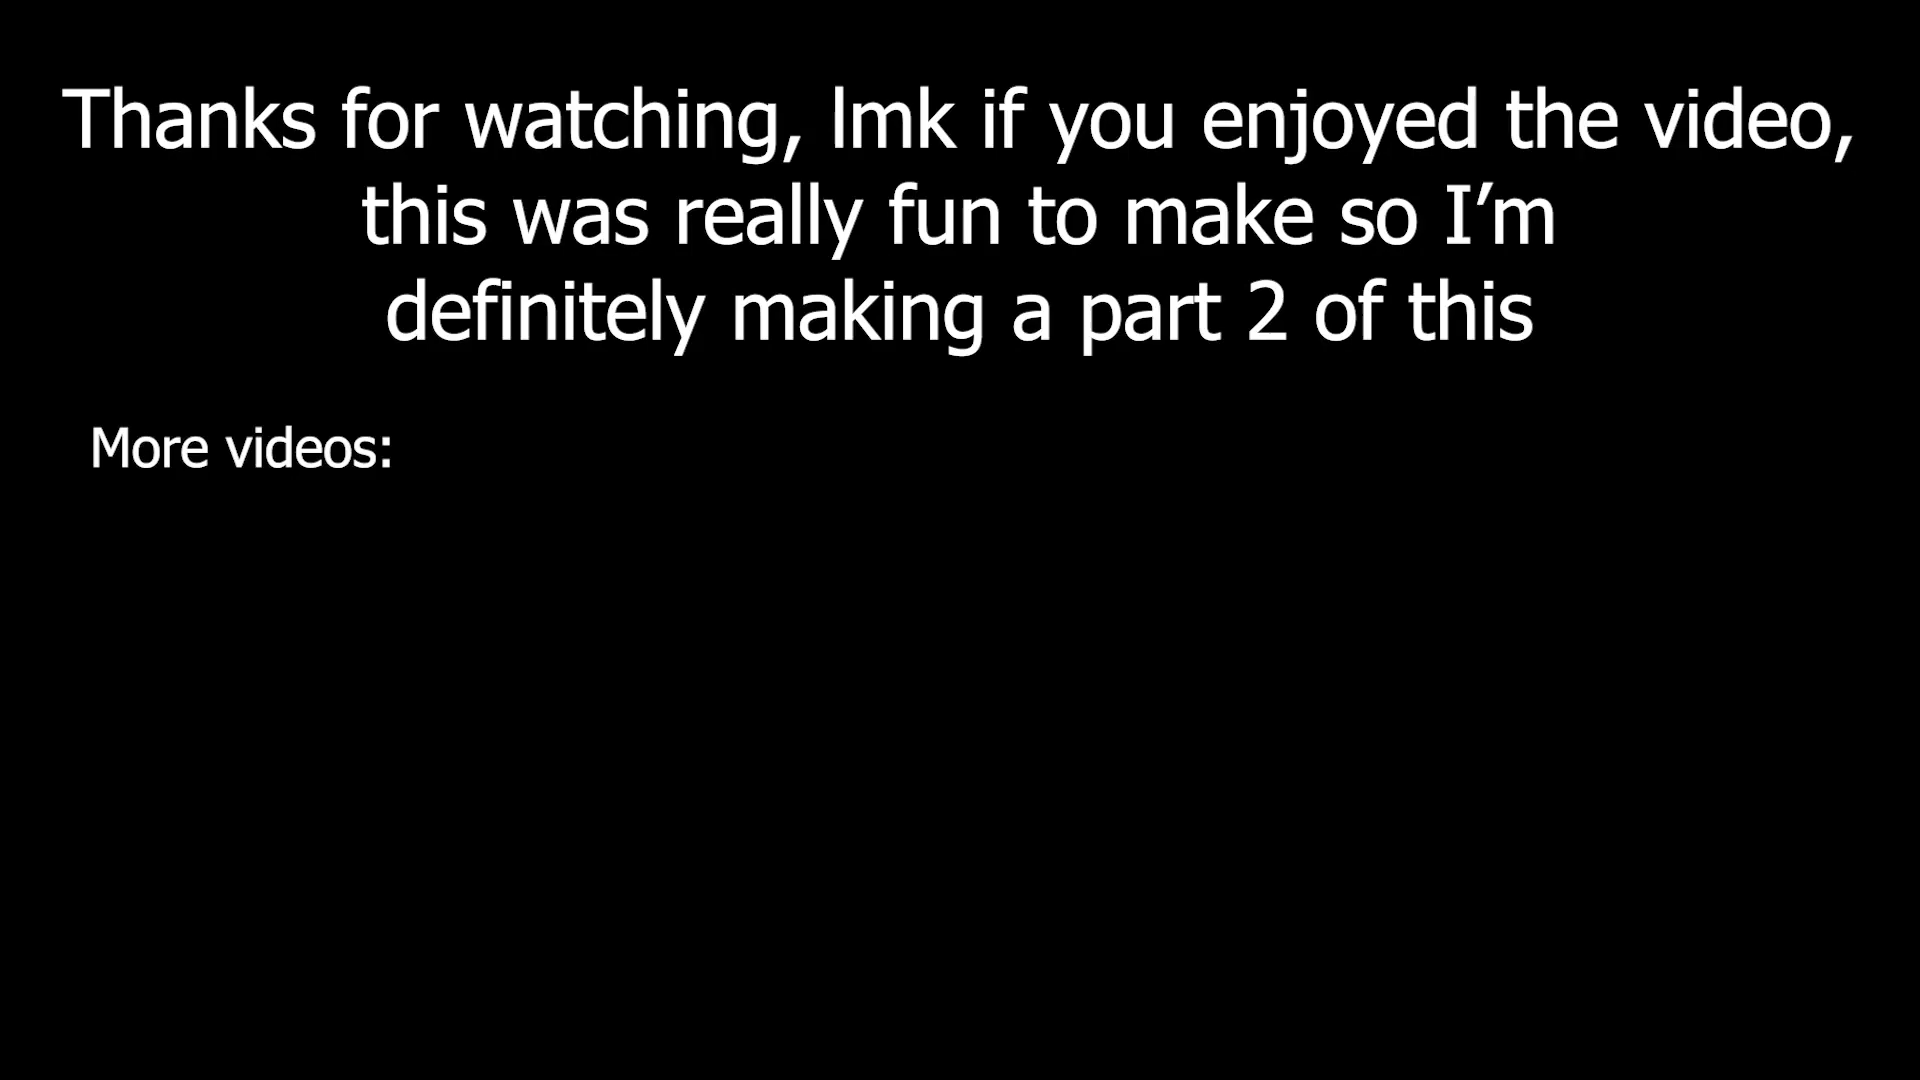 Thanks for watching, lmk if you enjoyed the video,
this was really fun to make so I’m
definitely making a part 2 of this
More videos: